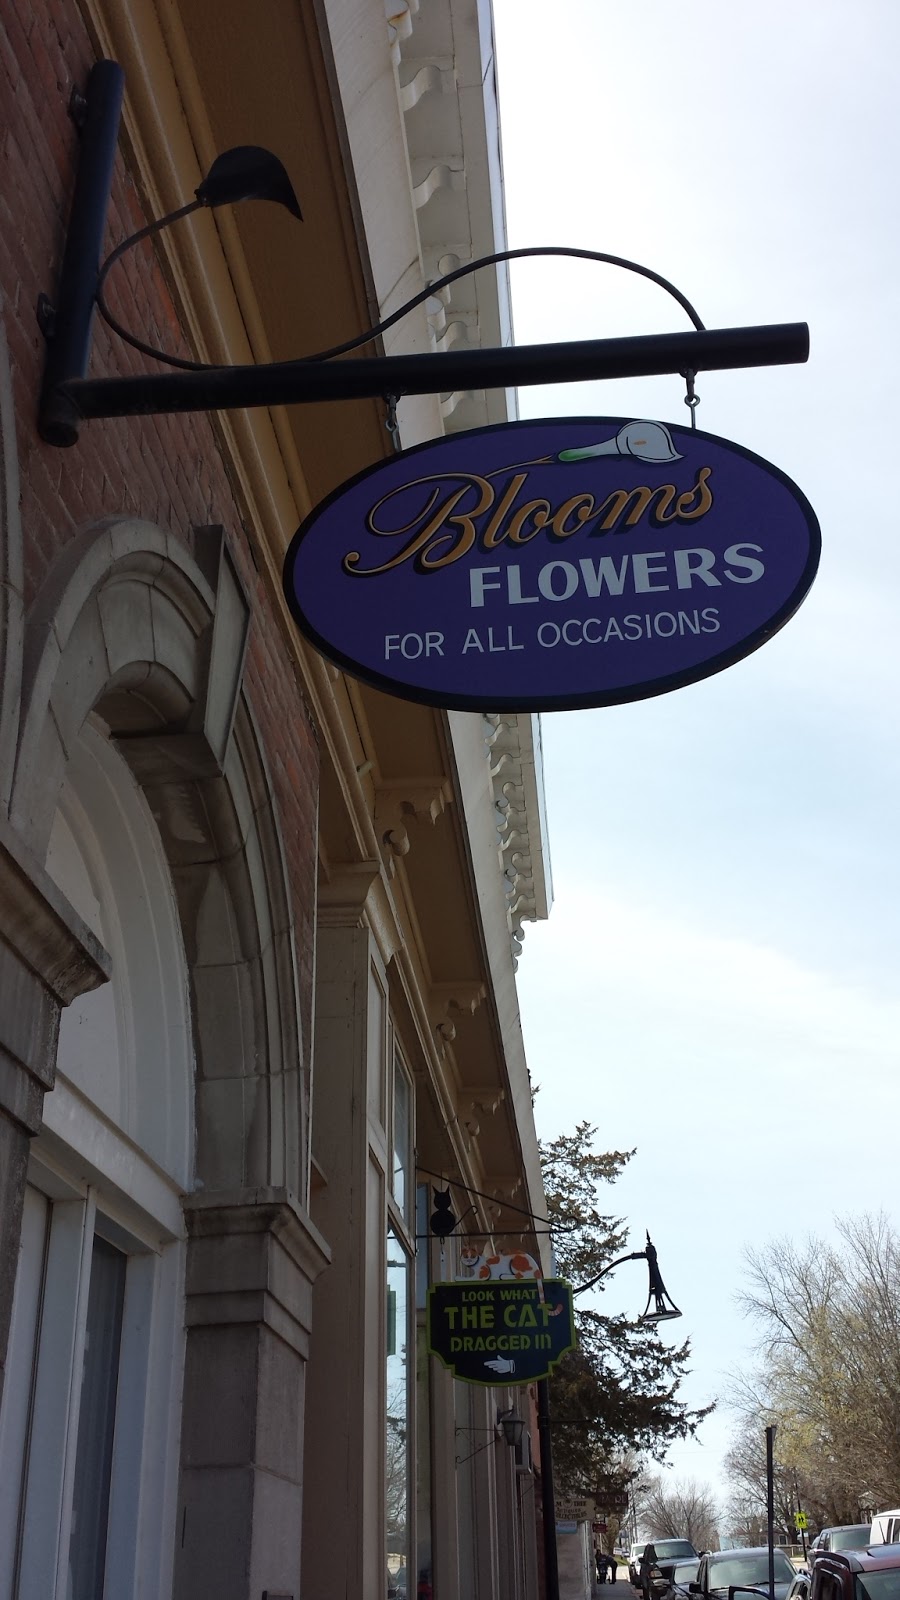 Blooms
FLOWERS
FOR ALL OCCASIONS
LOOK WHAT
THE CAT
DRAGGED IN